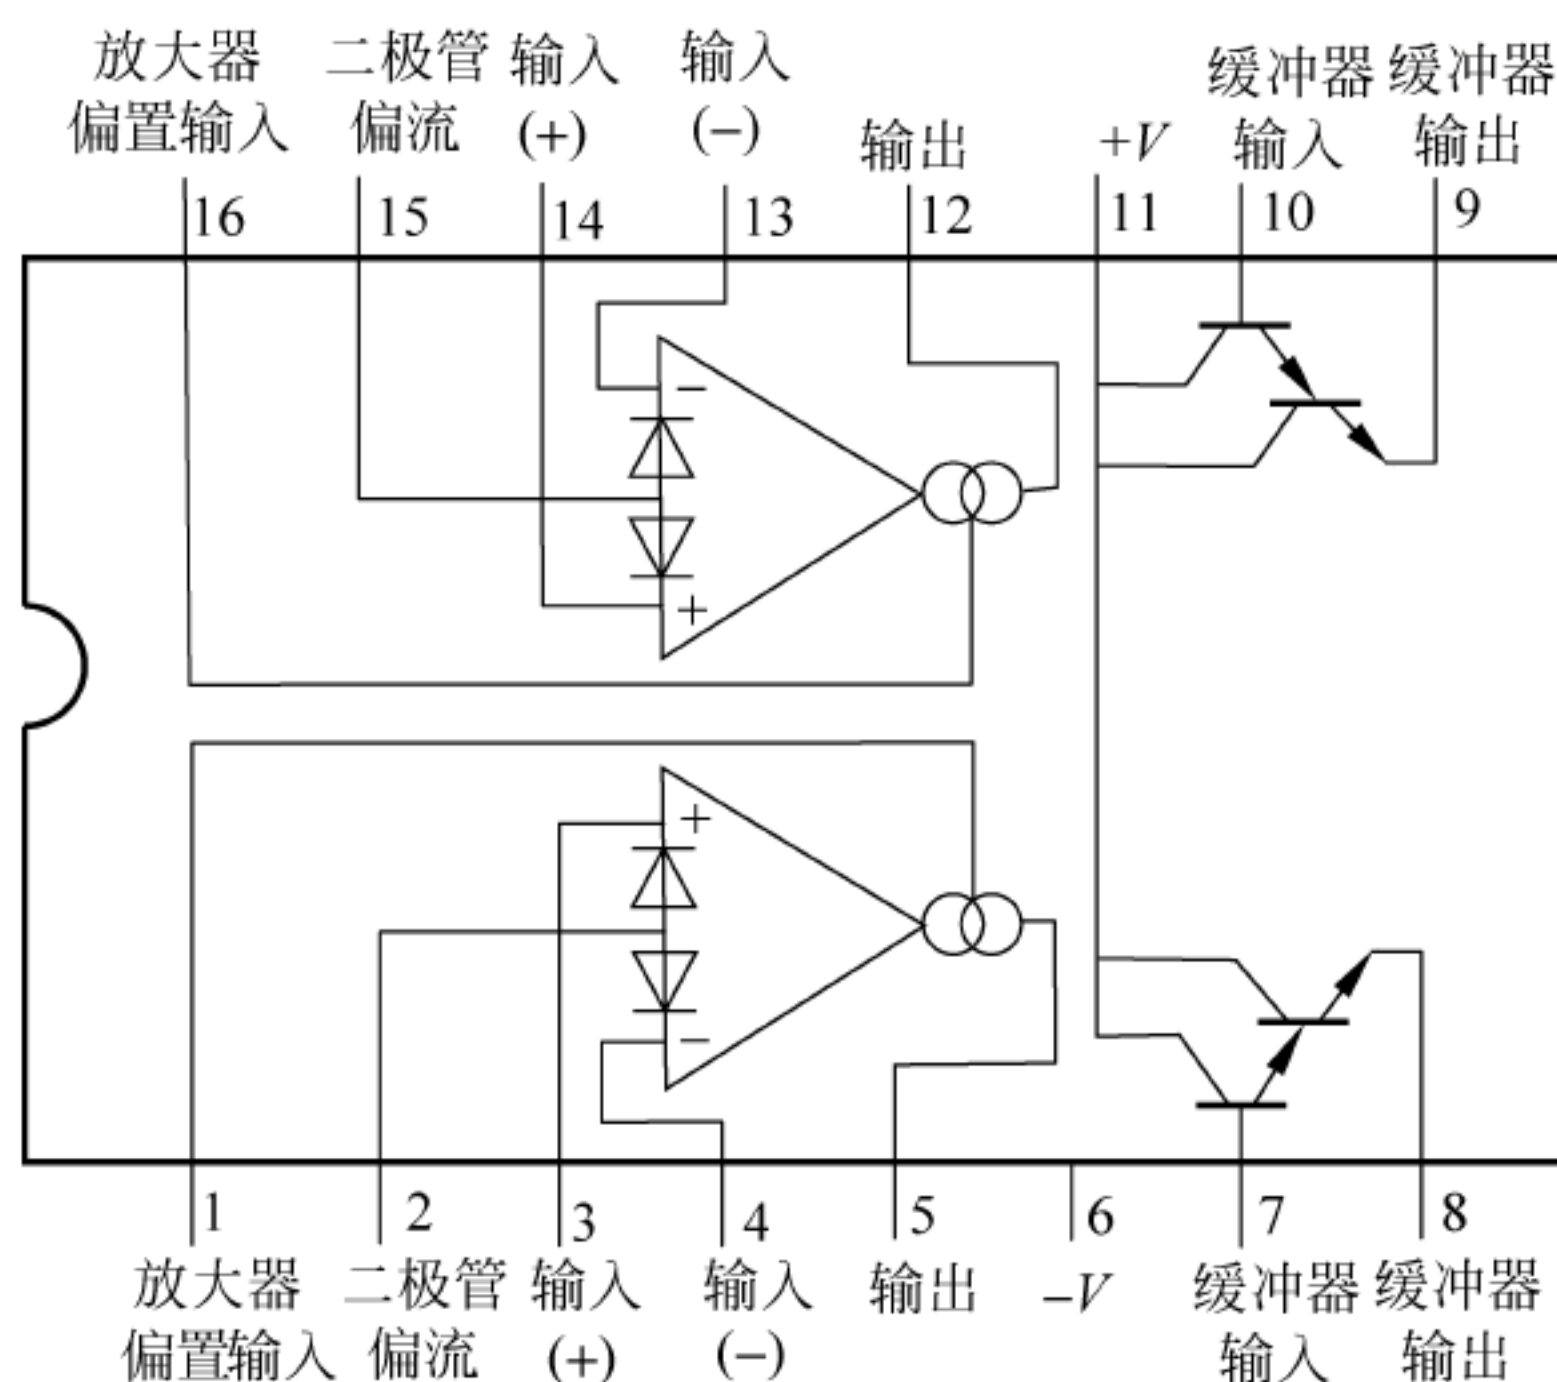 放大器
偏置输入
二极管
偏流
输入
(+)
输入
(−)
输出
+V
缓冲器
输入
缓冲器
输出
16
15
14
13
12
11
10
9
−
+
+
−
1
2
3
4
5
6
7
8
放大器
偏置输入
二极管
偏流
输入
(+)
输入
(−)
输出
−V
缓冲器
输入
缓冲器
输出